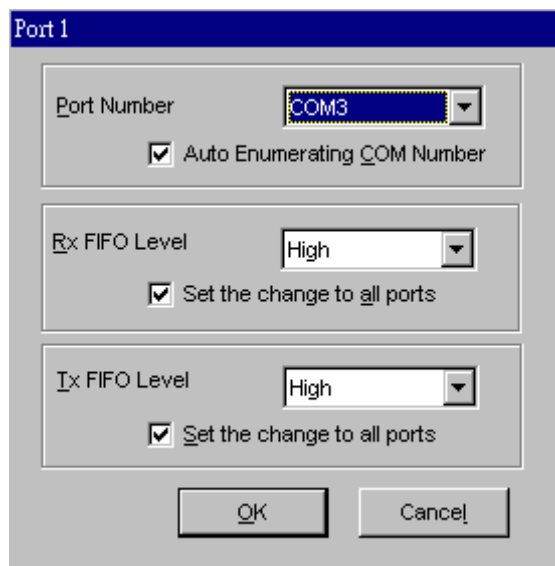 Port 1
Port Number COM3
Auto Enumerating COM Number
Rx FIFO Level High
Set the change to all ports
Tx FIFO Level High
Set the change to all ports
OK Cancel